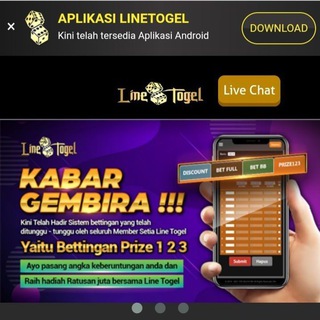 APLIKASI LINETOGEL
Kini telah tersedia Aplikasi Android
DOWNLOAD
Line Togel
Live Chat
Line Togel
KABAR
GEMBIRA !!!
Kini Telah Hadir Sistem bettingan yang telah
ditunggu - tunggu oleh seluruh Member Setia Line Togel
Yaitu Bettingan Prize 1 2 3
Ayo pasang angka keberuntungan anda dan
Raih hadiah Ratusan juta bersama Line Togel
DISCOUNT
BET FULL
BET BB
PRIZE123
Submit
Hapus